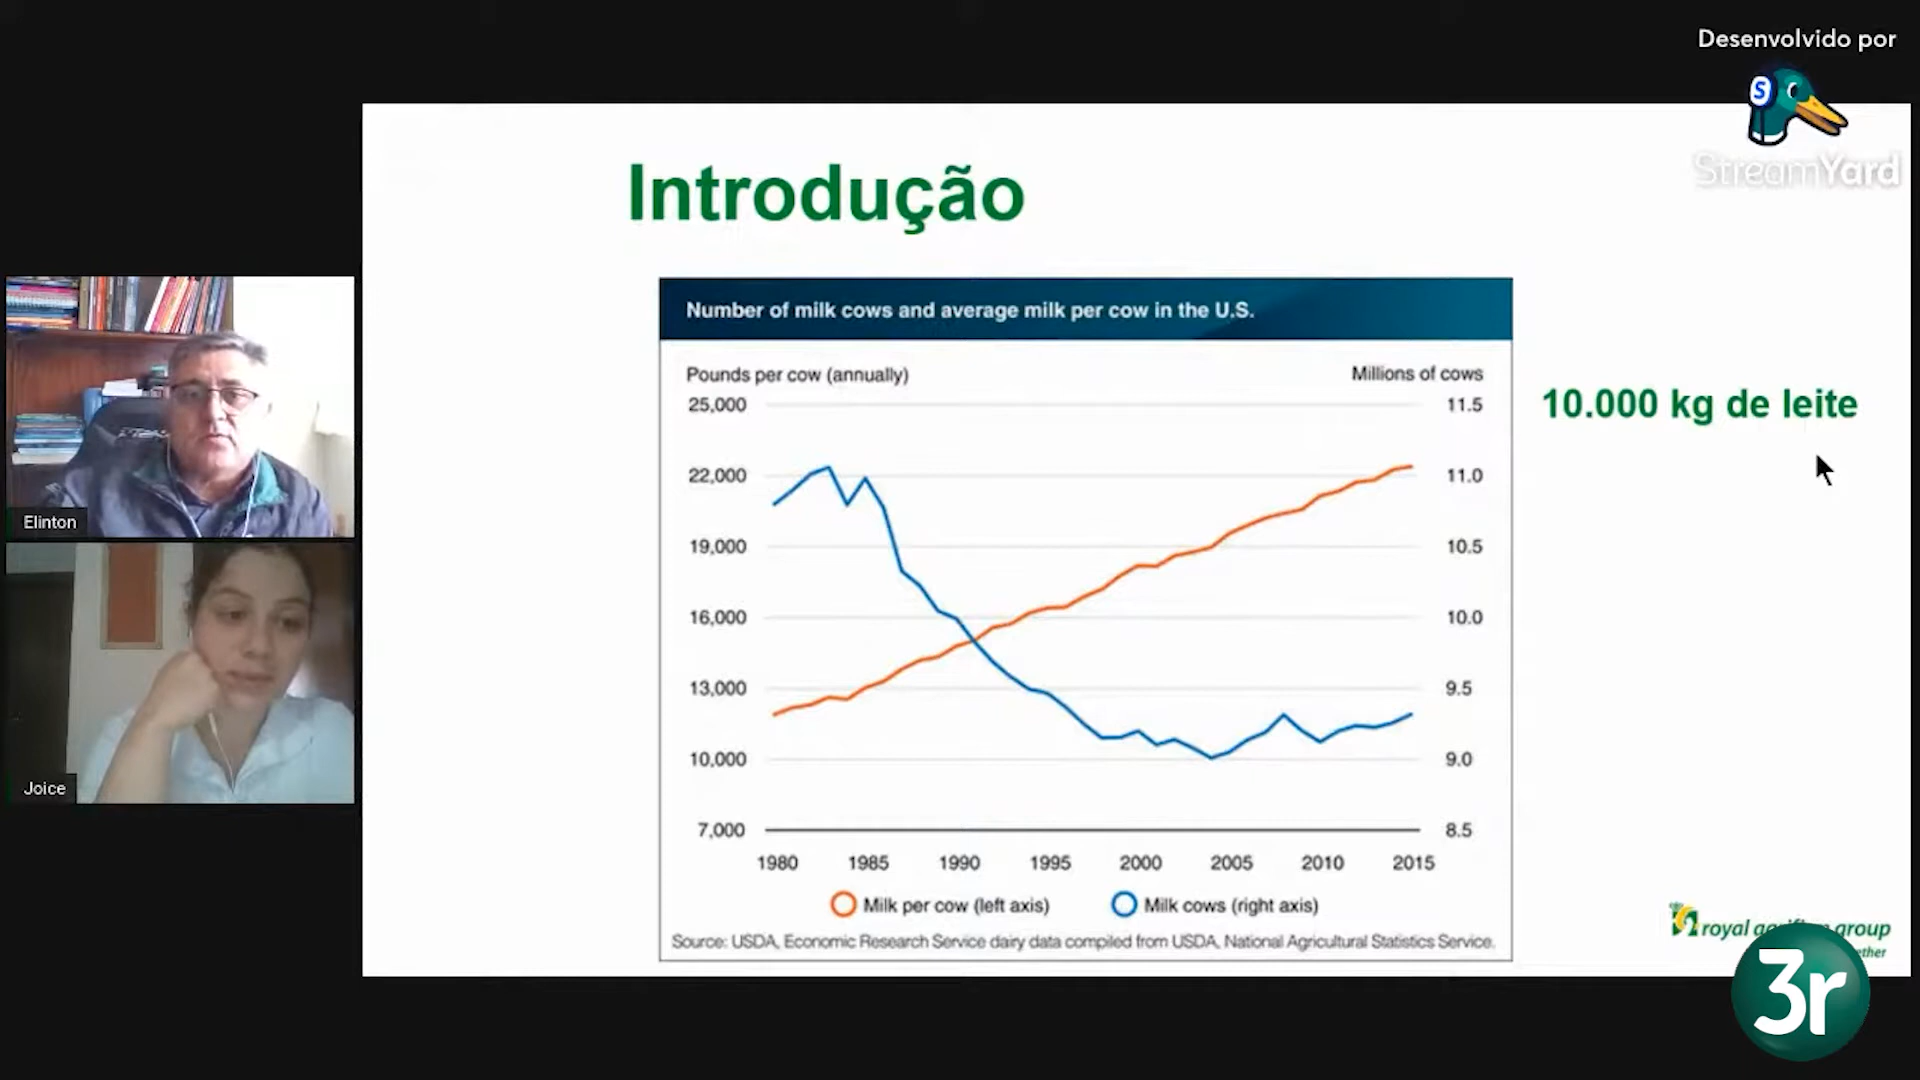 Desenvolvido por
S
StreamYard
Introdução
Number of milk cows and average milk per cow in the U.S.
Pounds per cow (annually)
Millions of cows
25,000
11.5
10.000 kg de leite
22,000
11.0
19,000
10.5
16,000
10.0
13,000
9.5
10,000
9.0
7,000
8.5
1980 1985 1990 1995 2000 2005 2010 2015
Milk per cow (left axis)
Milk cows (right axis)
Source: USDA, Economic Research Service dairy data compiled from USDA, National Agricultural Statistics Service.
Elinton
Joice
royal group
3r